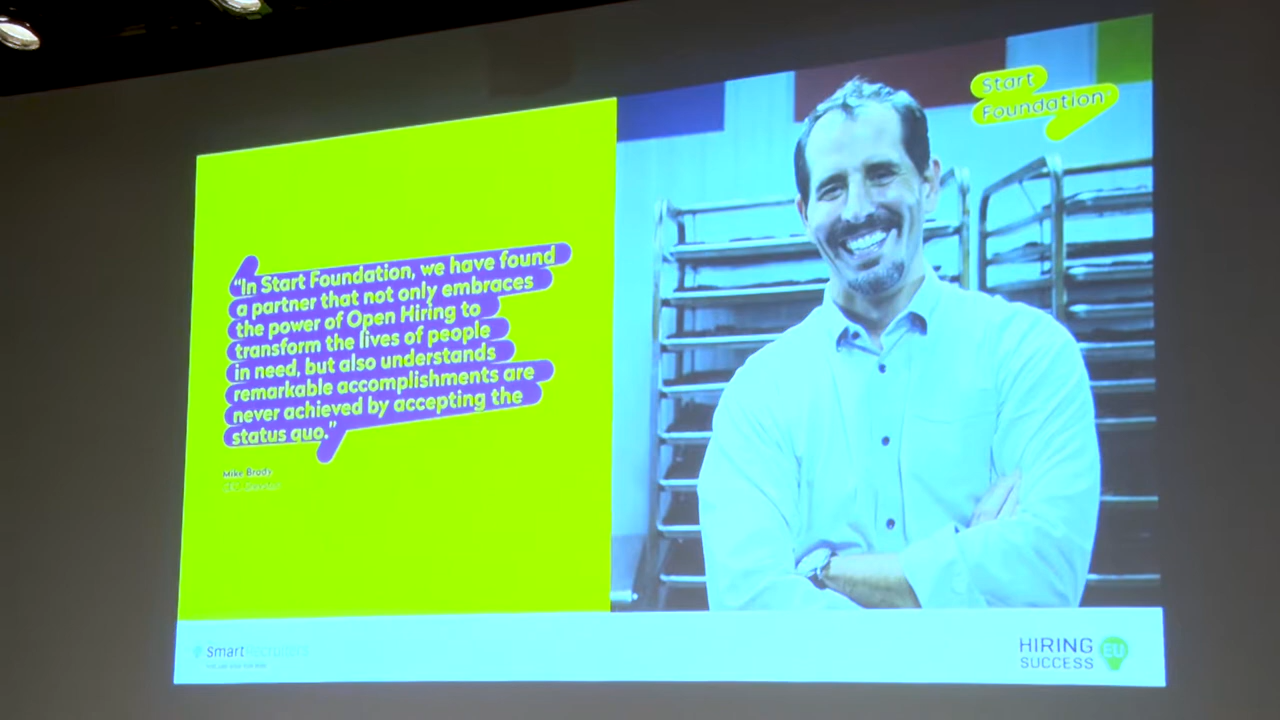 Start
Foundation
“In Start Foundation, we have found
a partner that not only embraces
the power of Open Hiring to
transform the lives of people
in need, but also understands
remarkable accomplishments are
never achieved by accepting the
status quo.”
Mike Brady
SmartRecruiters
HIRING
SUCCESS
EU